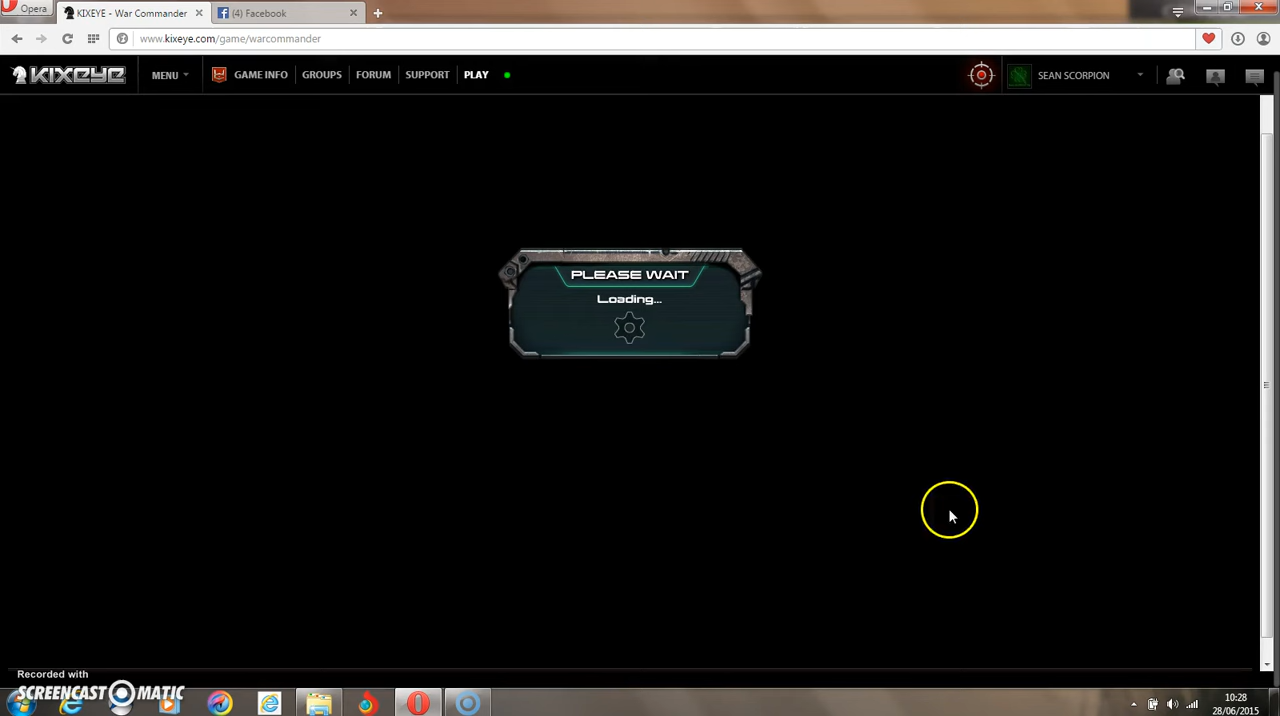 Opera
KIXEYE - War Commander
(4) Facebook
www.kixeye.com/game/warcommander
KIXEYE
MENU
GAME INFO
GROUPS
FORUM
SUPPORT
PLAY
SEAN SCORPION
PLEASE WAIT
Loading...
Recorded with
SCREENCAST MATIC
10:28
28/06/2015